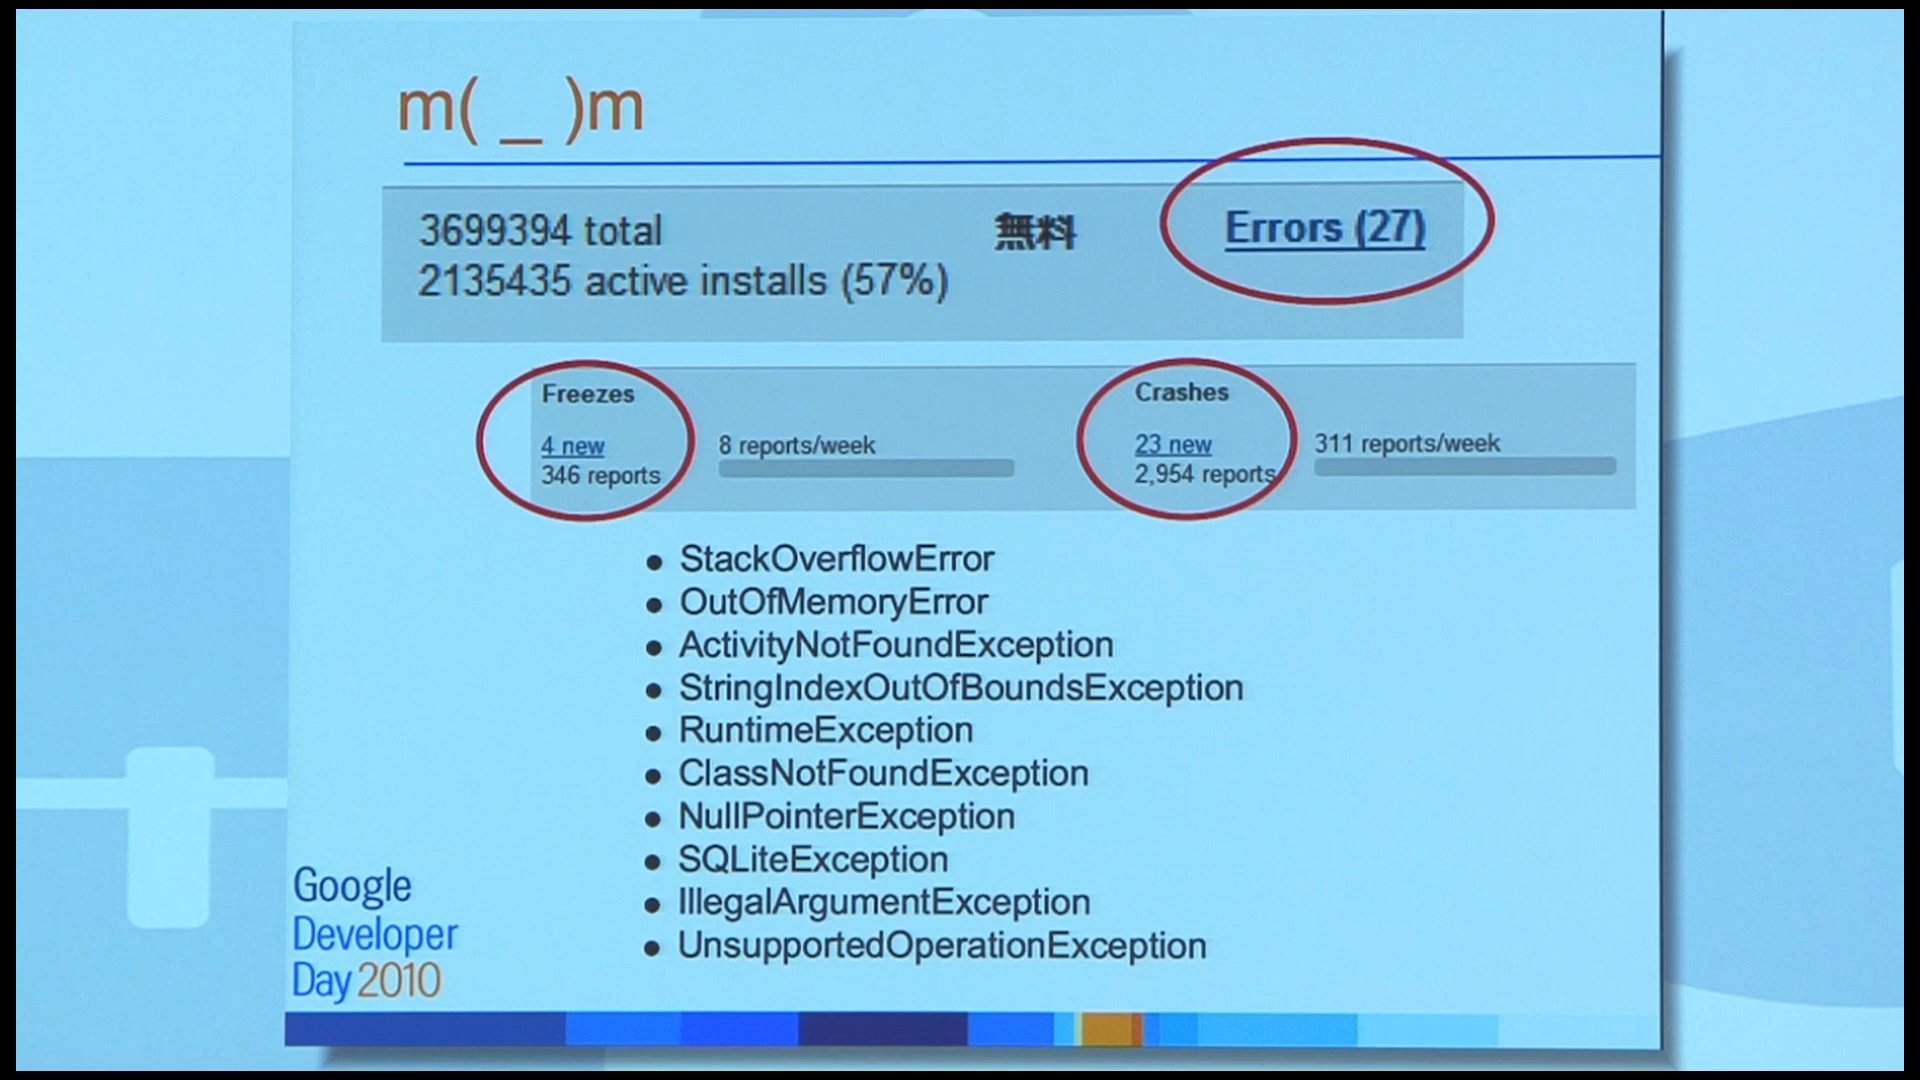 m( _ )m
3699394 total
無料
Errors (27)
2135435 active installs (57%)
Freezes
4 new
346 reports
8 reports/week
Crashes
23 new
2,954 reports
311 reports/week
• StackOverflowError
• OutOfMemoryError
• ActivityNotFoundException
• StringIndexOutOfBoundsException
• RuntimeException
• ClassNotFoundException
• NullPointerException
• SQLiteException
• IllegalArgumentException
• UnsupportedOperationException
Google
Developer
Day 2010